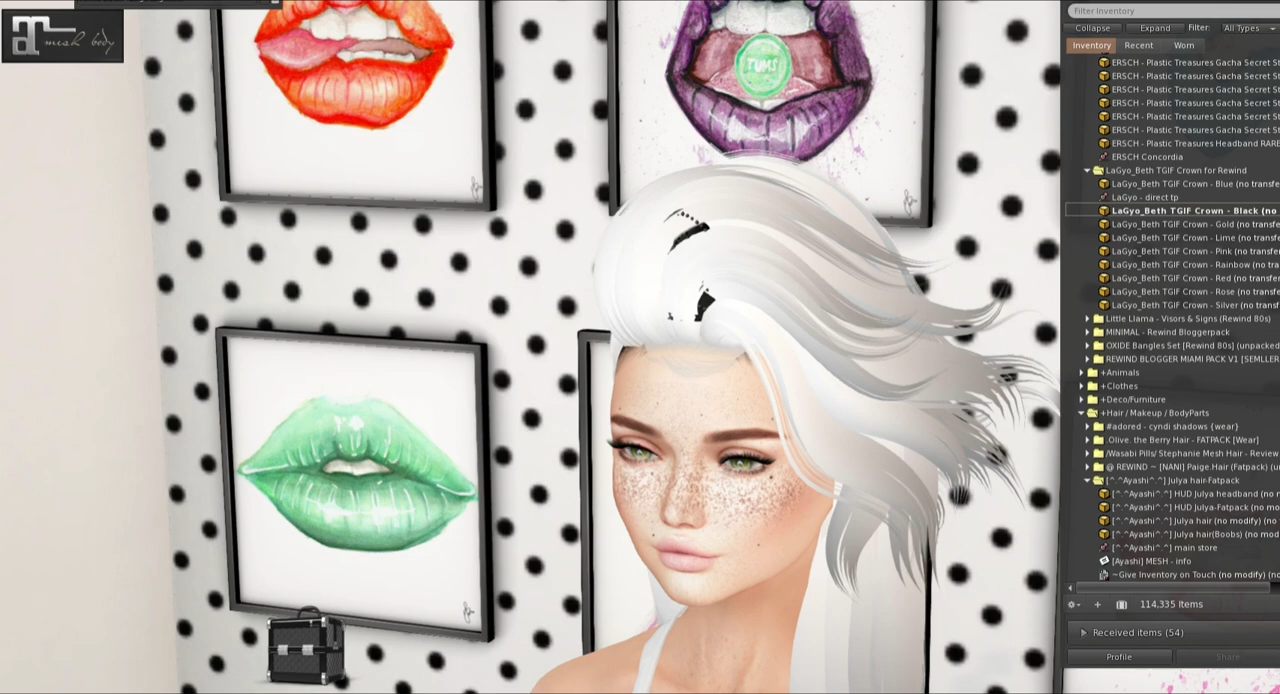 mesh body
TUMS
Filter Inventory
Collapse Expand Filter: All Types
Inventory Recent Worn
ERSCH - Plastic Treasures Gacha Secret St
ERSCH - Plastic Treasures Gacha Secret St
ERSCH - Plastic Treasures Gacha Secret St
ERSCH - Plastic Treasures Gacha Secret St
ERSCH - Plastic Treasures Gacha Secret St
ERSCH - Plastic Treasures Gacha Secret St
ERSCH - Plastic Treasures Headband RARE
ERSCH Concordia
LaGyo_Beth TGIF Crown for Rewind
LaGyo_Beth TGIF Crown - Blue (no transfe
LaGyo - direct tp
LaGyo_Beth TGIF Crown - Black (no
LaGyo_Beth TGIF Crown - Gold (no transfe
LaGyo_Beth TGIF Crown - Lime (no transfe
LaGyo_Beth TGIF Crown - Pink (no transfe
LaGyo_Beth TGIF Crown - Rainbow (no tra
LaGyo_Beth TGIF Crown - Red (no transfe
LaGyo_Beth TGIF Crown - Rose (no transfe
LaGyo_Beth TGIF Crown - Silver (no transf
Little Llama - Visors & Signs (Rewind 80s)
MINIMAL - Rewind Bloggerpack
OXIDE Bangles Set [Rewind 80s] (unpacked
REWIND BLOGGER MIAMI PACK V1 [SEMLLER
+Animals
+Clothes
+Deco/Furniture
+Hair / Makeup / BodyParts
#adored - cyndi shadows {wear}
.Olive. the Berry Hair - FATPACK [Wear]
/Wasabi Pills/ Stephanie Mesh Hair - Review
@ REWIND ~ [NANI] Paige.Hair (Fatpack) (u
[^.^Ayashi^.^] Julya hair-Fatpack
[^.^Ayashi^.^] HUD Julya headband (no m
[^.^Ayashi^.^] HUD Julya-Fatpack (no mo
[^.^Ayashi^.^] Julya hair (no modify) (no
[^.^Ayashi^.^] Julya hair(Boobs) (no mod
[^.^Ayashi^.^] main store
[Ayashi] MESH - info
~Give Inventory on Touch (no modify) (no
114,335 Items
Received items (54)
Profile Share